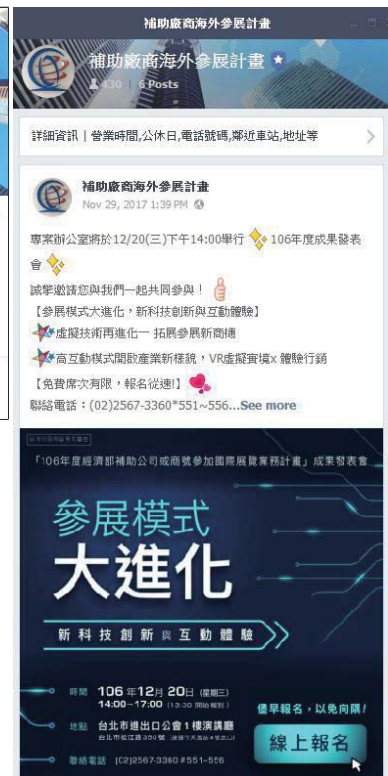 補助廠商海外參展計畫
補助廠商海外參展計畫
430 | 6 Posts
詳細資訊 | 營業時間,公休日,電話號碼,鄰近車站,地址等
補助廠商海外參展計畫
Nov 29, 2017 1:39 PM
專案辦公室將於12/20(三)下午14:00舉行 106年度成果發表
會
誠摯邀請您與我們一起共同參與!
【參展模式大進化,新科技創新與互動體驗】
虛擬技術再進化一 拓展參展新商機
高互動模式開啟產業新樣貌,VR虛擬實境x 體驗行銷
【免費席次有限,報名從速!】
聯絡電話:(02)2567-3360*551~556...See more
「106年度經濟部補助公司或商號參加國際展覽業務計畫」成果發表會
參展模式
大進化
新科技創新與互動體驗
時間 106年12月20日 (星期三)
14:00~17:00 (13:30 開始報到)
地點 台北市進出口公會1樓演講廳
台北市松江路350號
聯絡電話 (02)2567-3360 #551~556
儘早報名,以免向隅!
線上報名